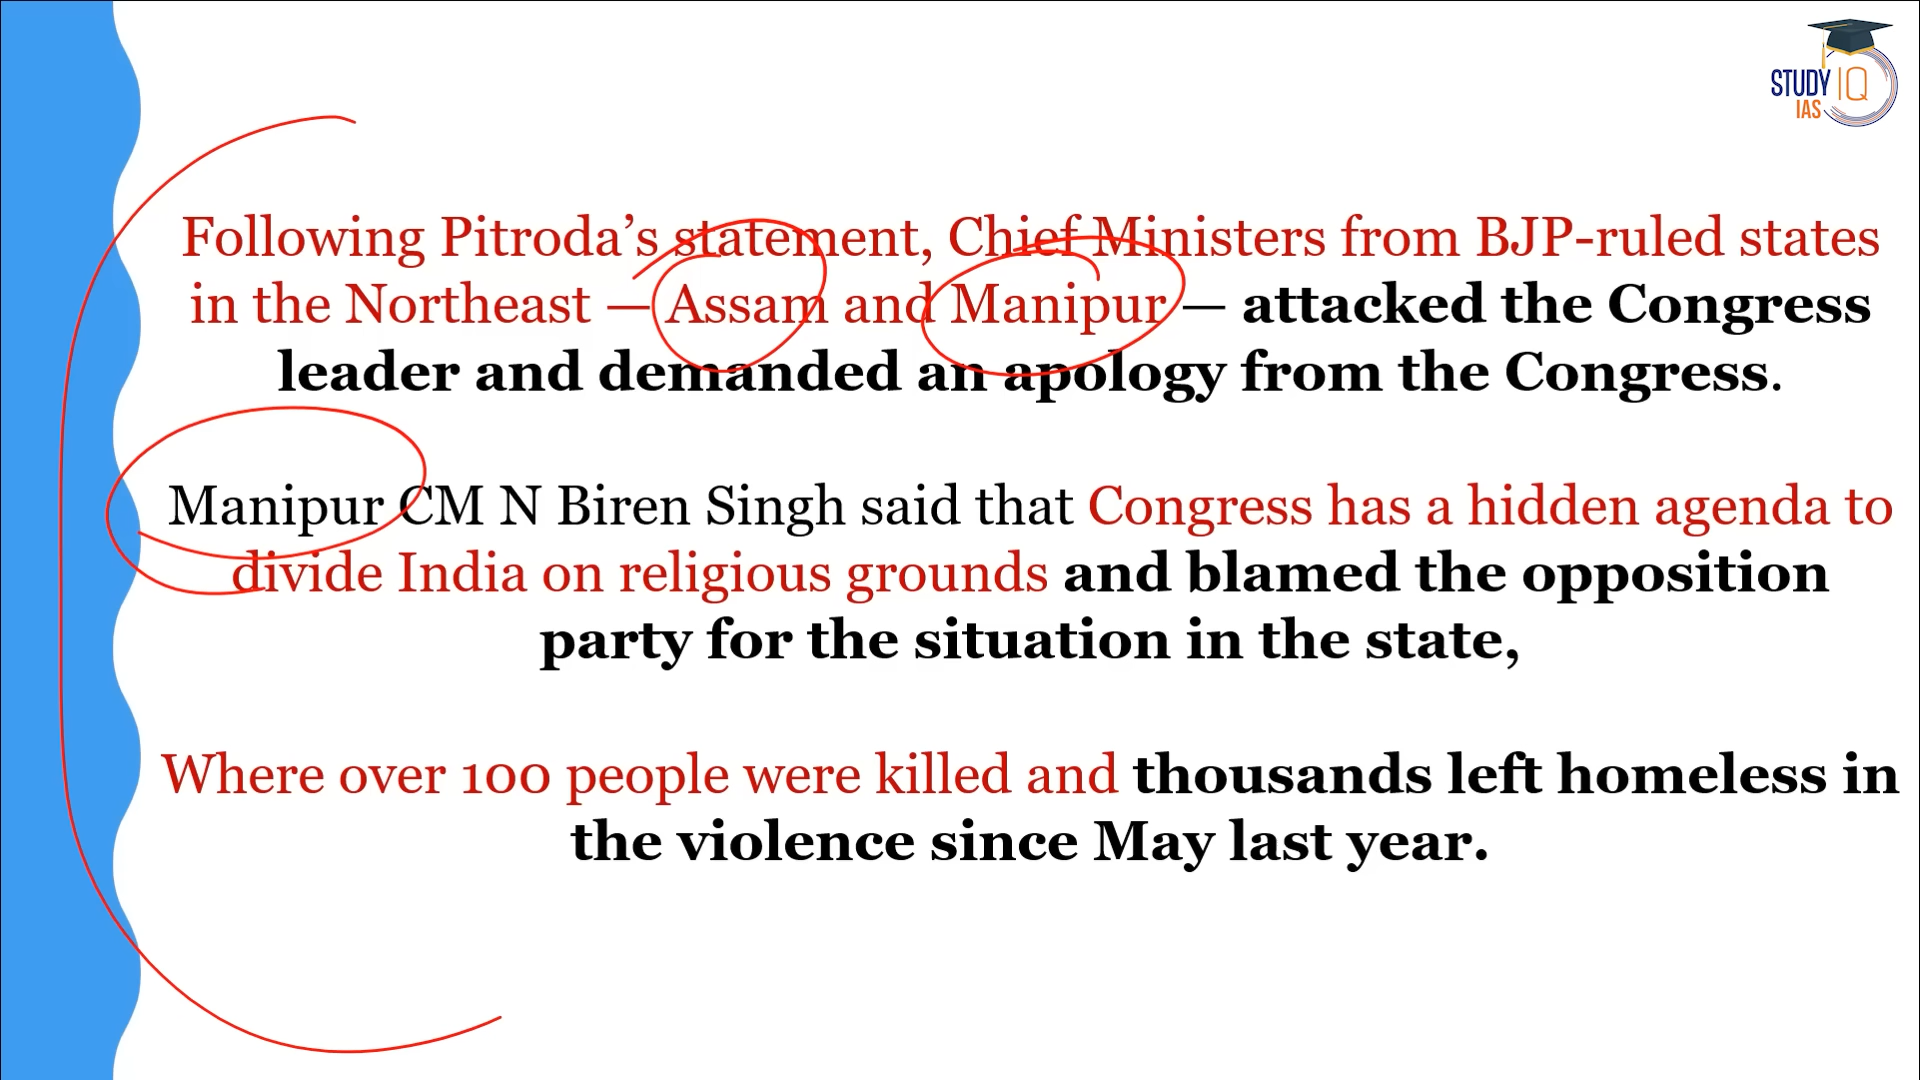 STUDY IQ
IAS
Following Pitroda’s statement, Chief Ministers from BJP-ruled states
in the Northeast — Assam and Manipur — attacked the Congress
leader and demanded an apology from the Congress.
Manipur CM N Biren Singh said that Congress has a hidden agenda to
divide India on religious grounds and blamed the opposition
party for the situation in the state,
Where over 100 people were killed and thousands left homeless in
the violence since May last year.